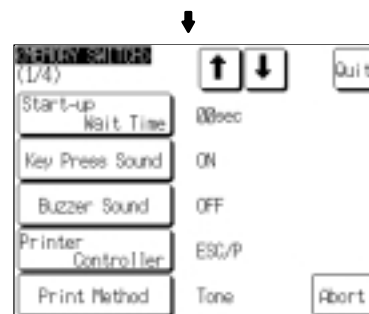 <MEMORY SWITCH>
(1/4)
Quit
Start-up
Wait Time
00sec
Key Press Sound
ON
Buzzer Sound
OFF
Printer
Controller
ESC/P
Print Method
Tone
Abort